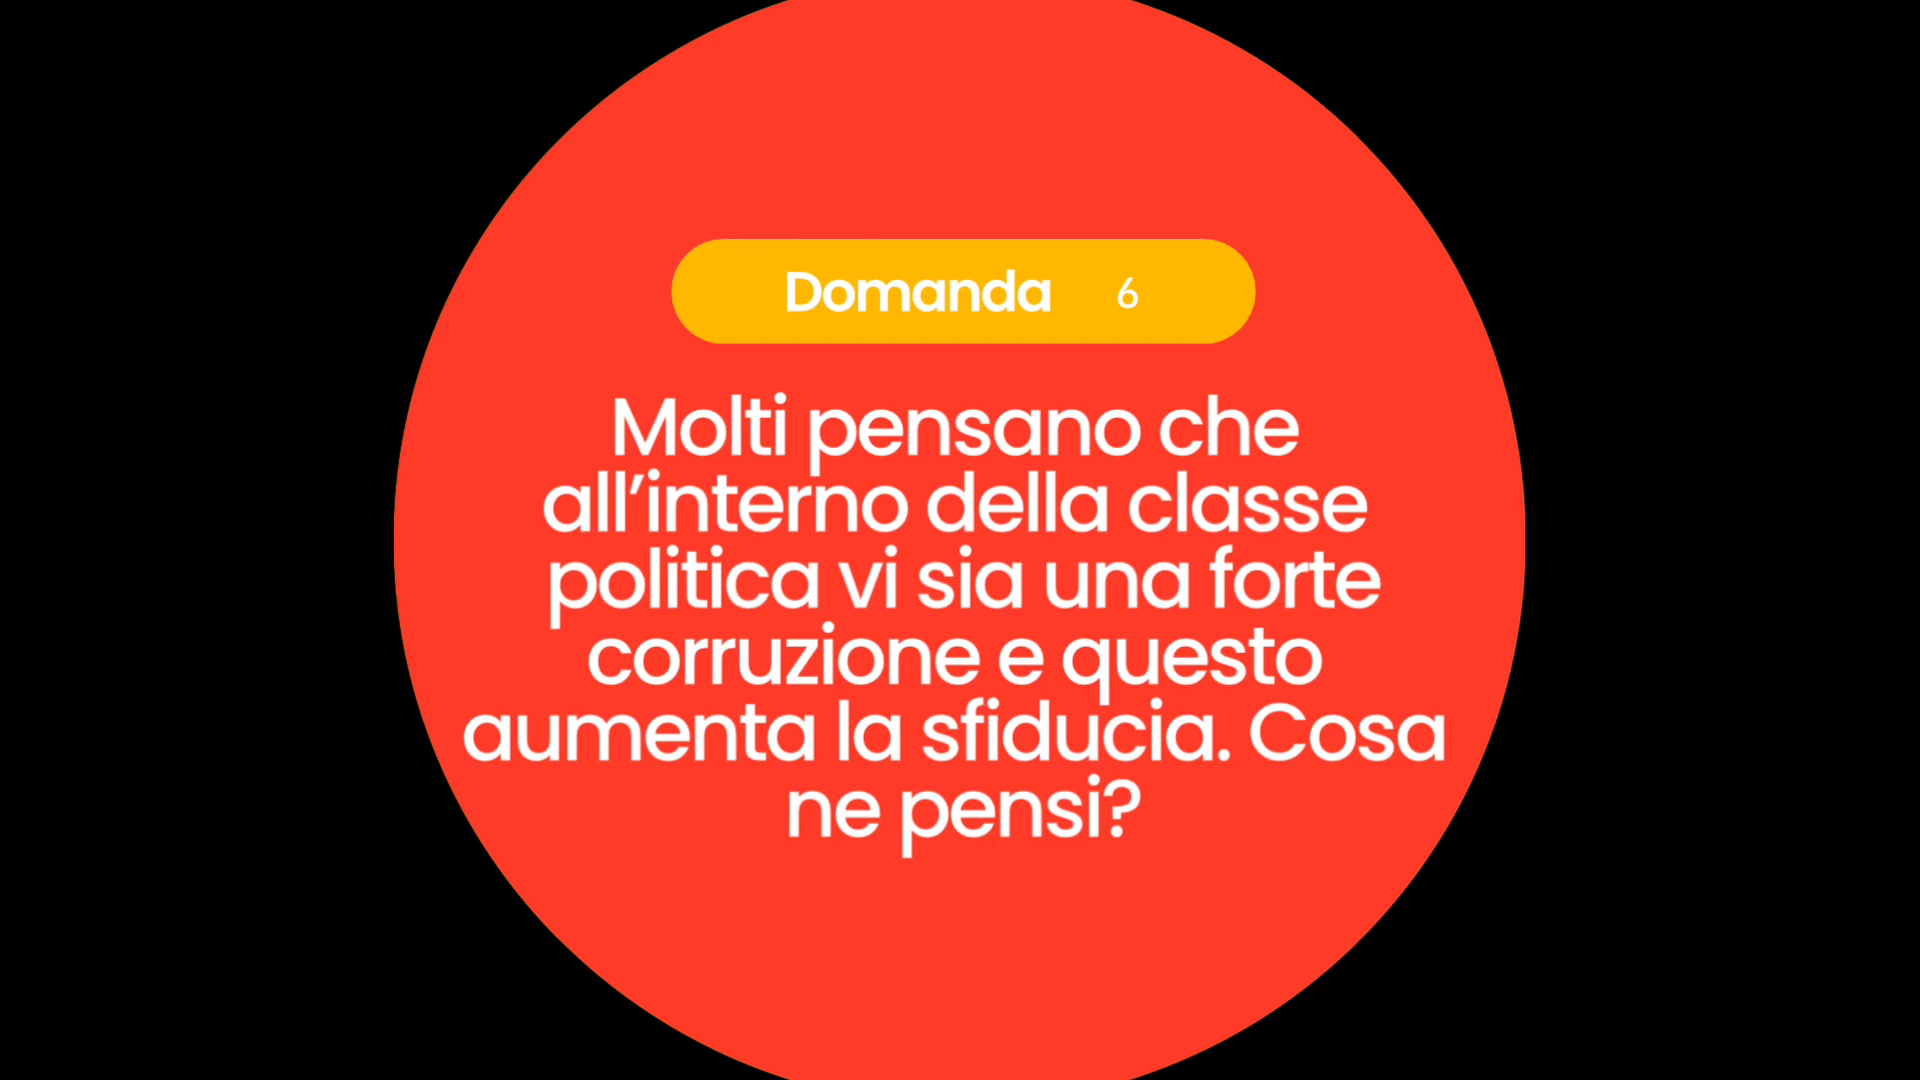 Domanda 6
Molti pensano che
all’interno della classe
politica vi sia una forte
corruzione e questo
aumenta la sfiducia. Cosa
ne pensi?